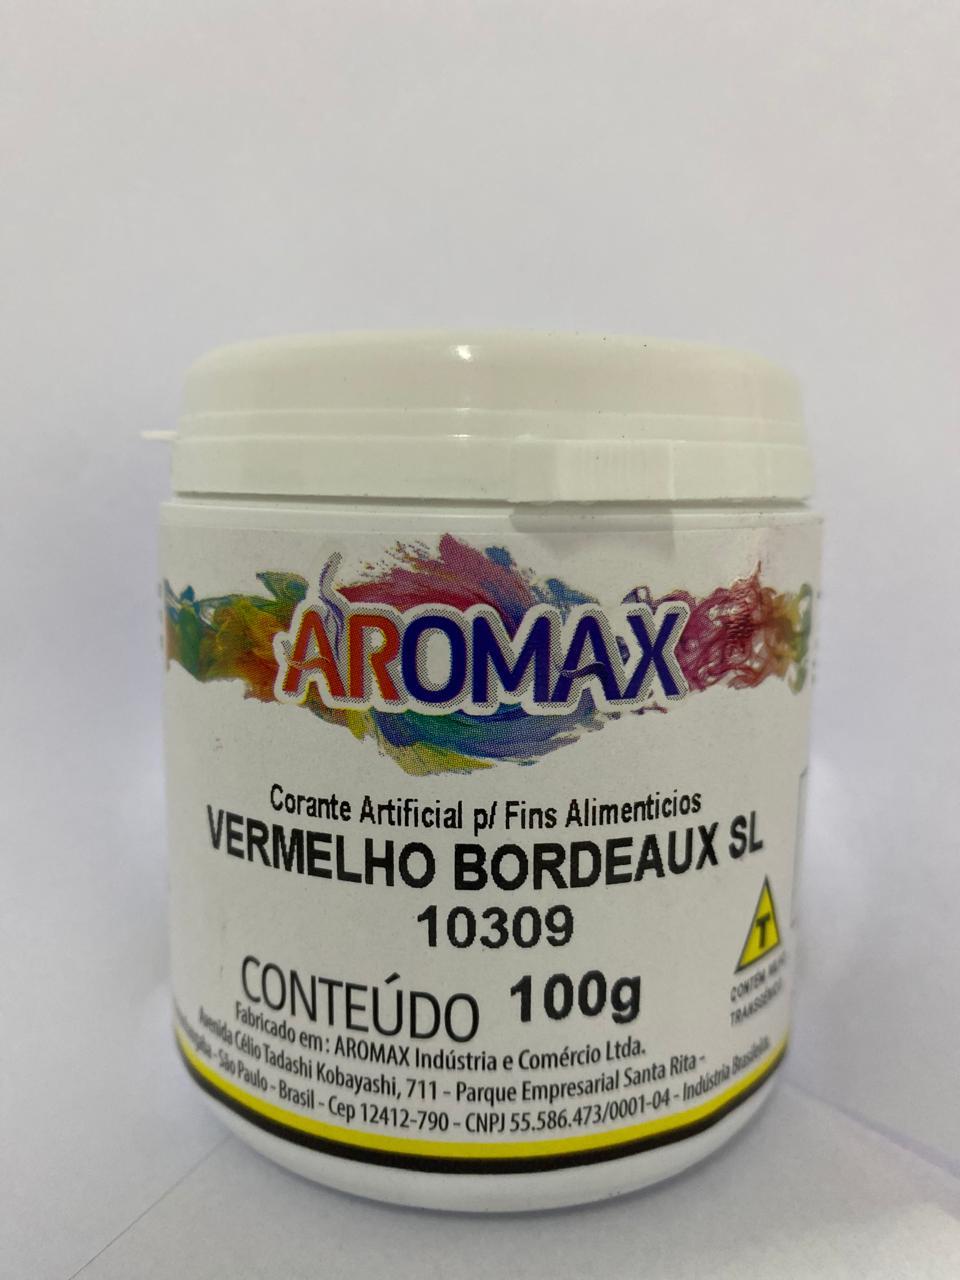 AROMAX
Corante Artificial p/ Fins Alimenticios
VERMELHO BORDEAUX SL
10309
CONTEÚDO 100g
T
CONTÉM
TRANSGÊNICO
Fabricado em: AROMAX Indústria e Comércio Ltda.
Avenida Célio Tadashi Kobayashi, 711 - Parque Empresarial Santa Rita -
- São Paulo - Brasil - Cep 12412-790 - CNPJ 55.586.473/0001-04 - Indústria Brasileira.